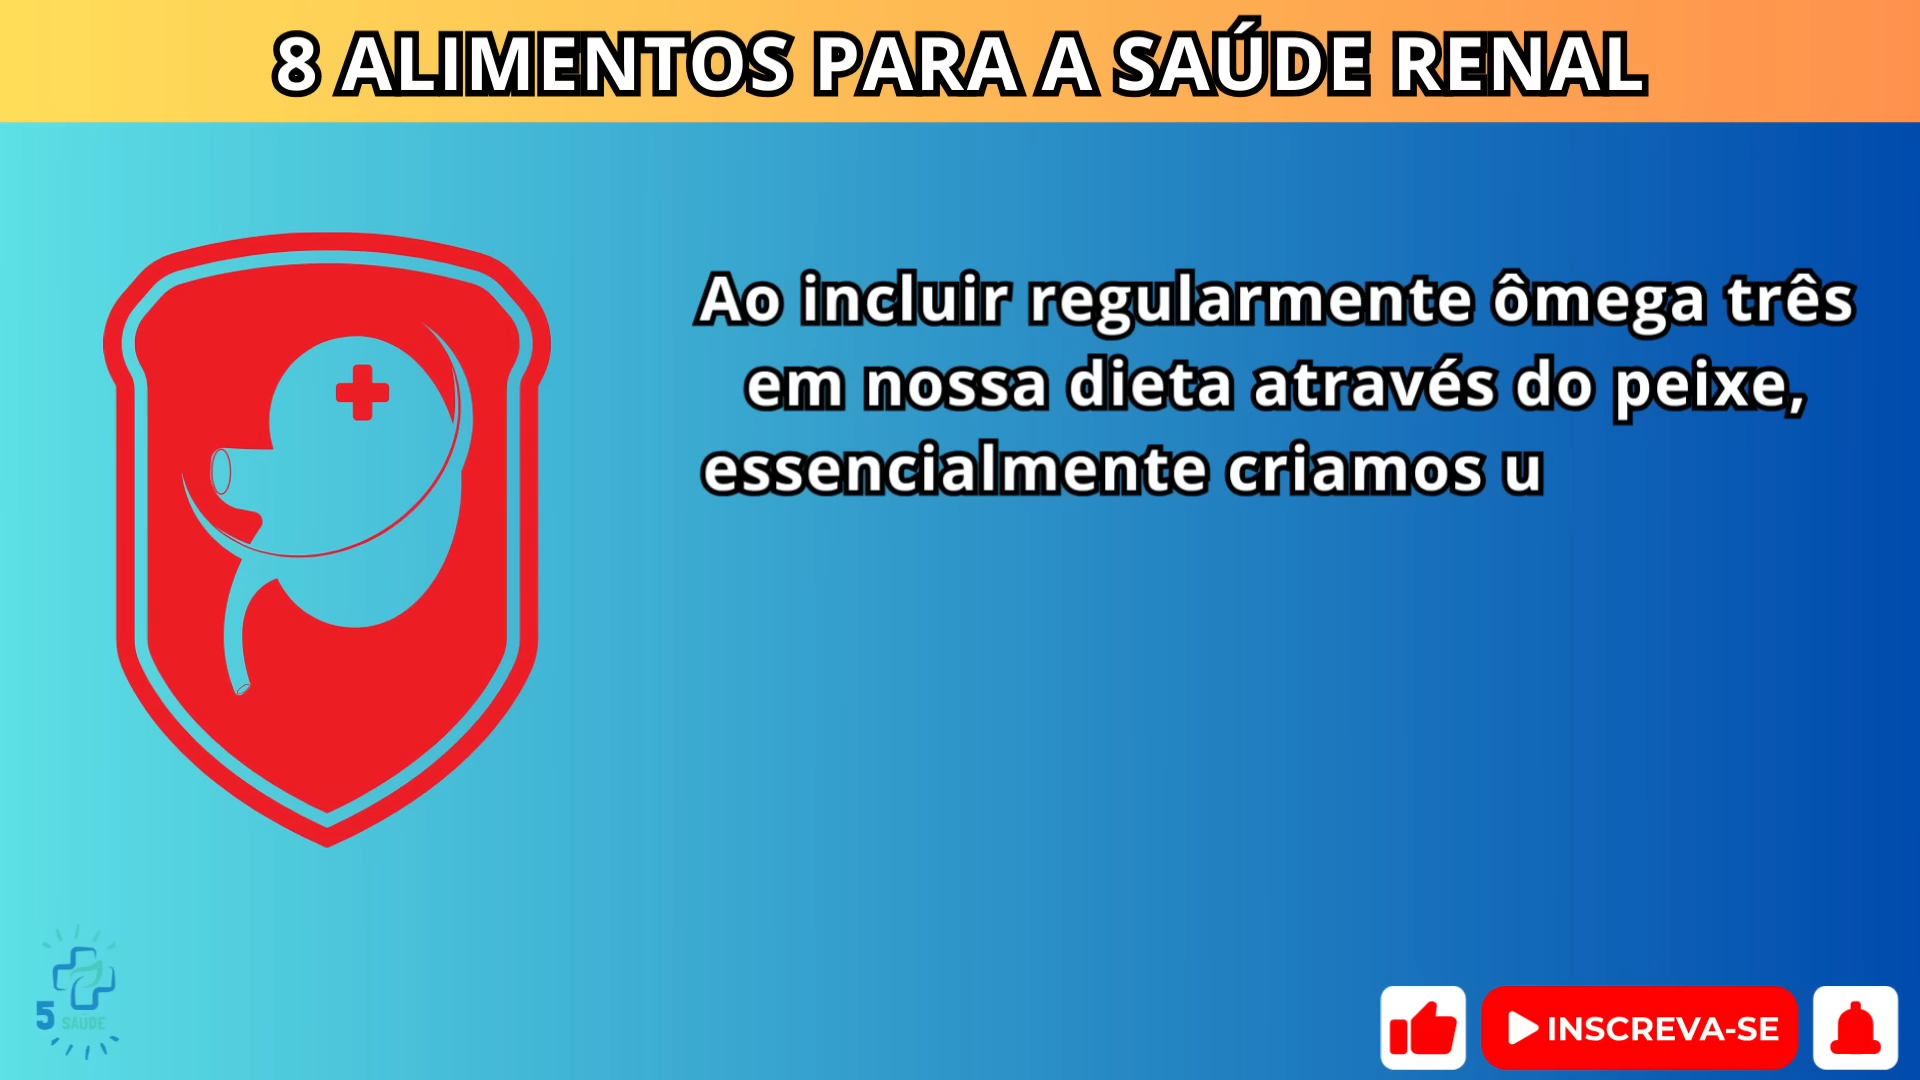 8 ALIMENTOS PARA A SAÚDE RENAL
Ao incluir regularmente ômega três
em nossa dieta através do peixe,
essencialmente criamos u
5 SAUDE
INSCREVA-SE